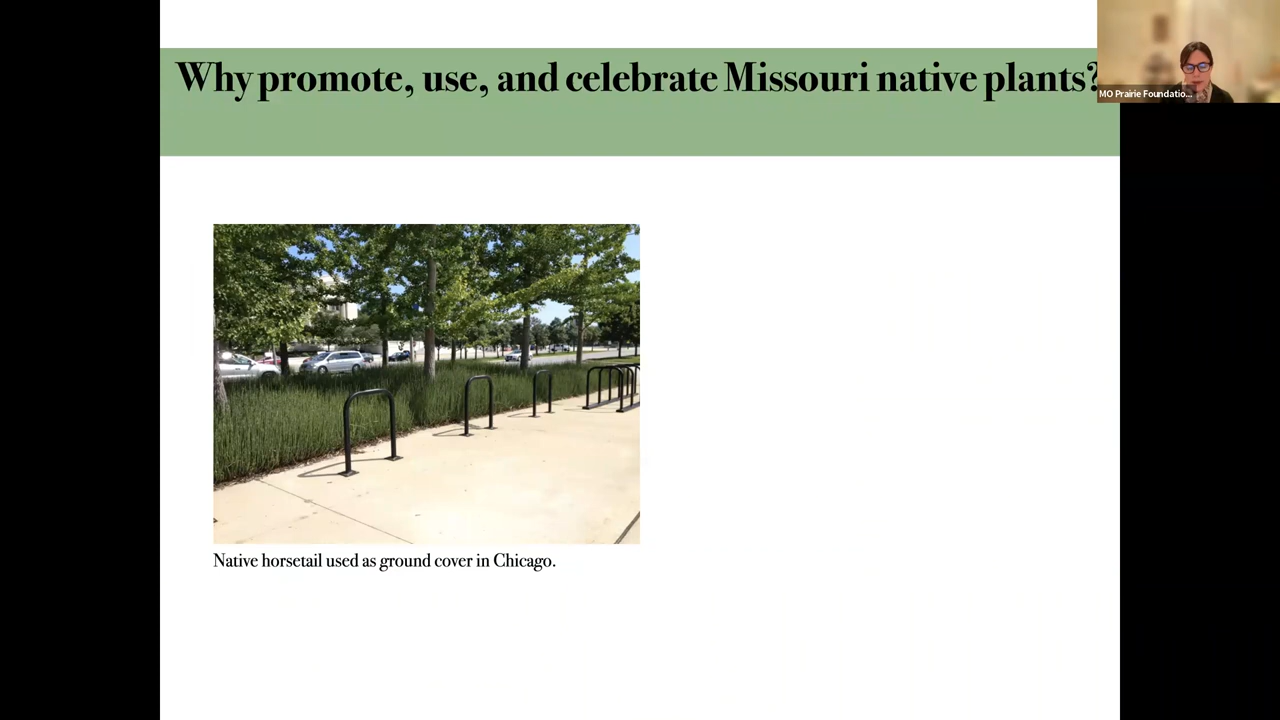 Why promote, use, and celebrate Missouri native plants?
MO Prairie Foundatio...
Native horsetail used as ground cover in Chicago.